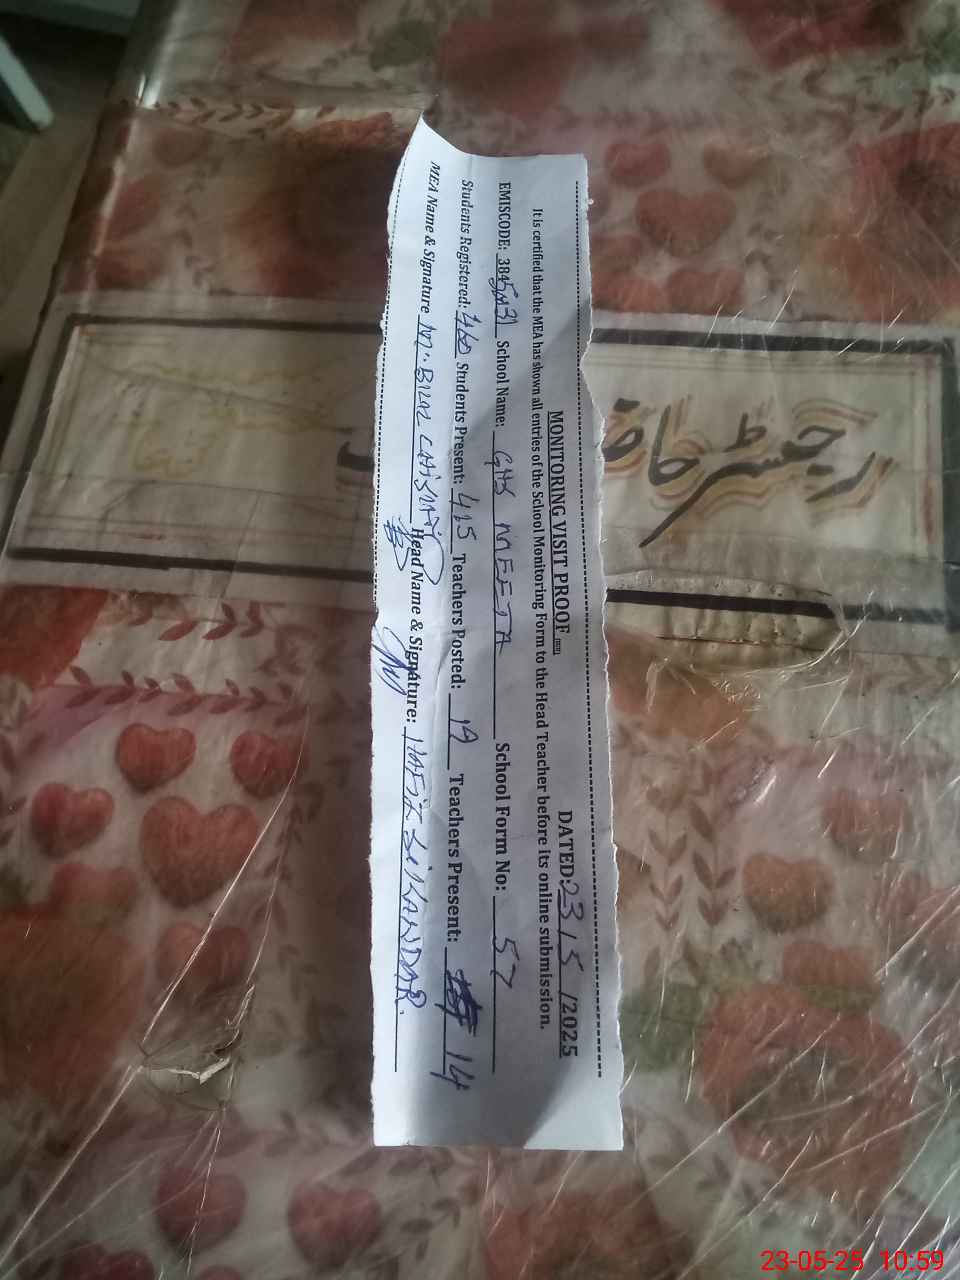 MONITORING VISIT PROOF DATED: 23/5/2025
It is certified that the MEA has shown all entries of the School Monitoring Form to the Head Teacher before its online submission.
EMISCODE: 3845 School Name: GHS MEETA School Form No: 57
Students Registered: 460 Students Present: 415 Teachers Posted: 19 Teachers Present: 14
MEA Name & Signature M. BILAL Head Name & Signature: HAFIZ SIKANDAR.
رجسٹر
23-05-25 10:59